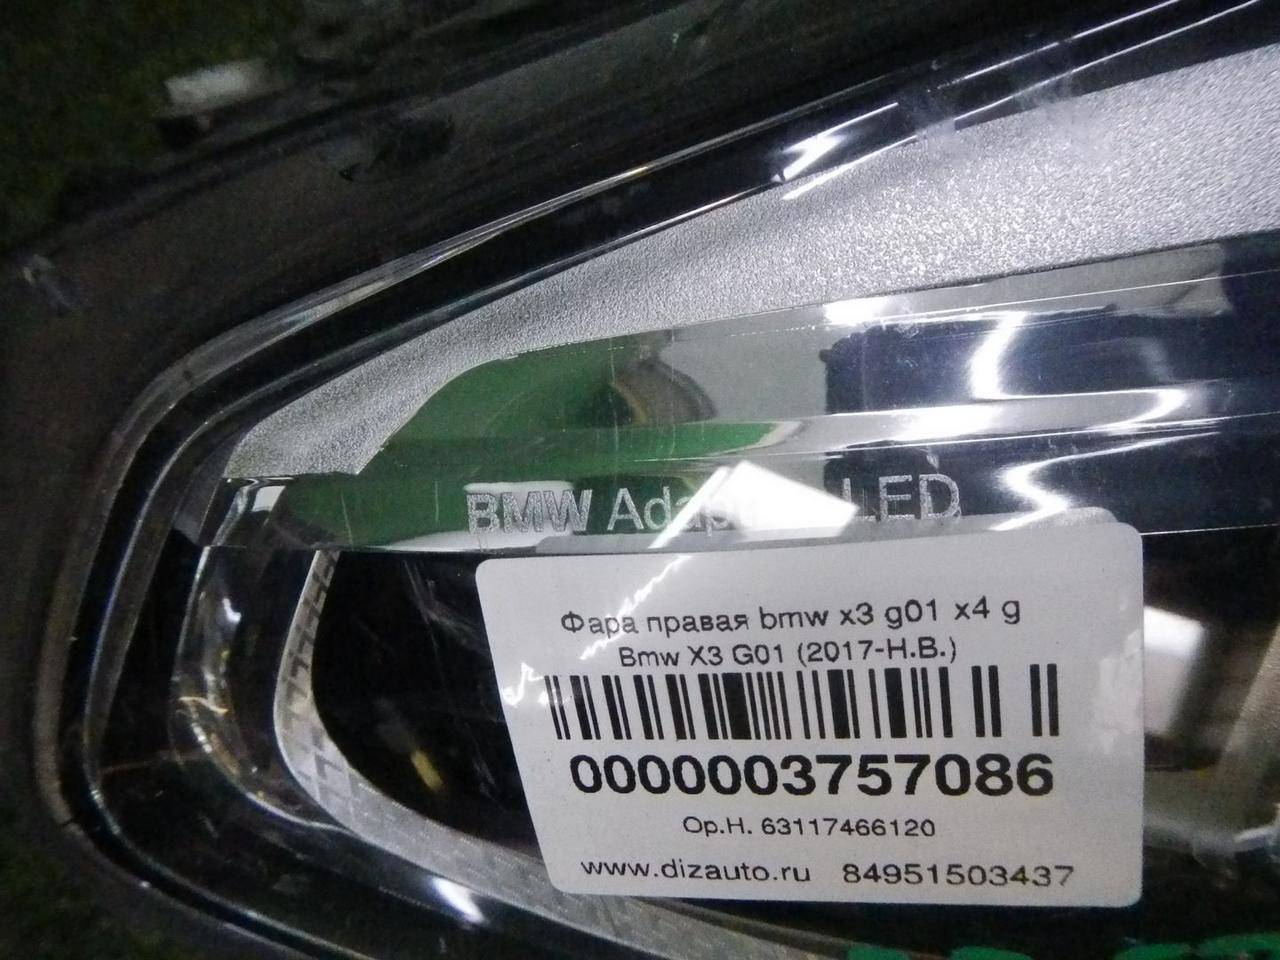 BMW Adaptive LED
Фара правая bmw x3 g01 x4 g
Bmw X3 G01 (2017-Н.В.)
0000003757086
Ор.Н. 63117466120
www.dizauto.ru 84951503437